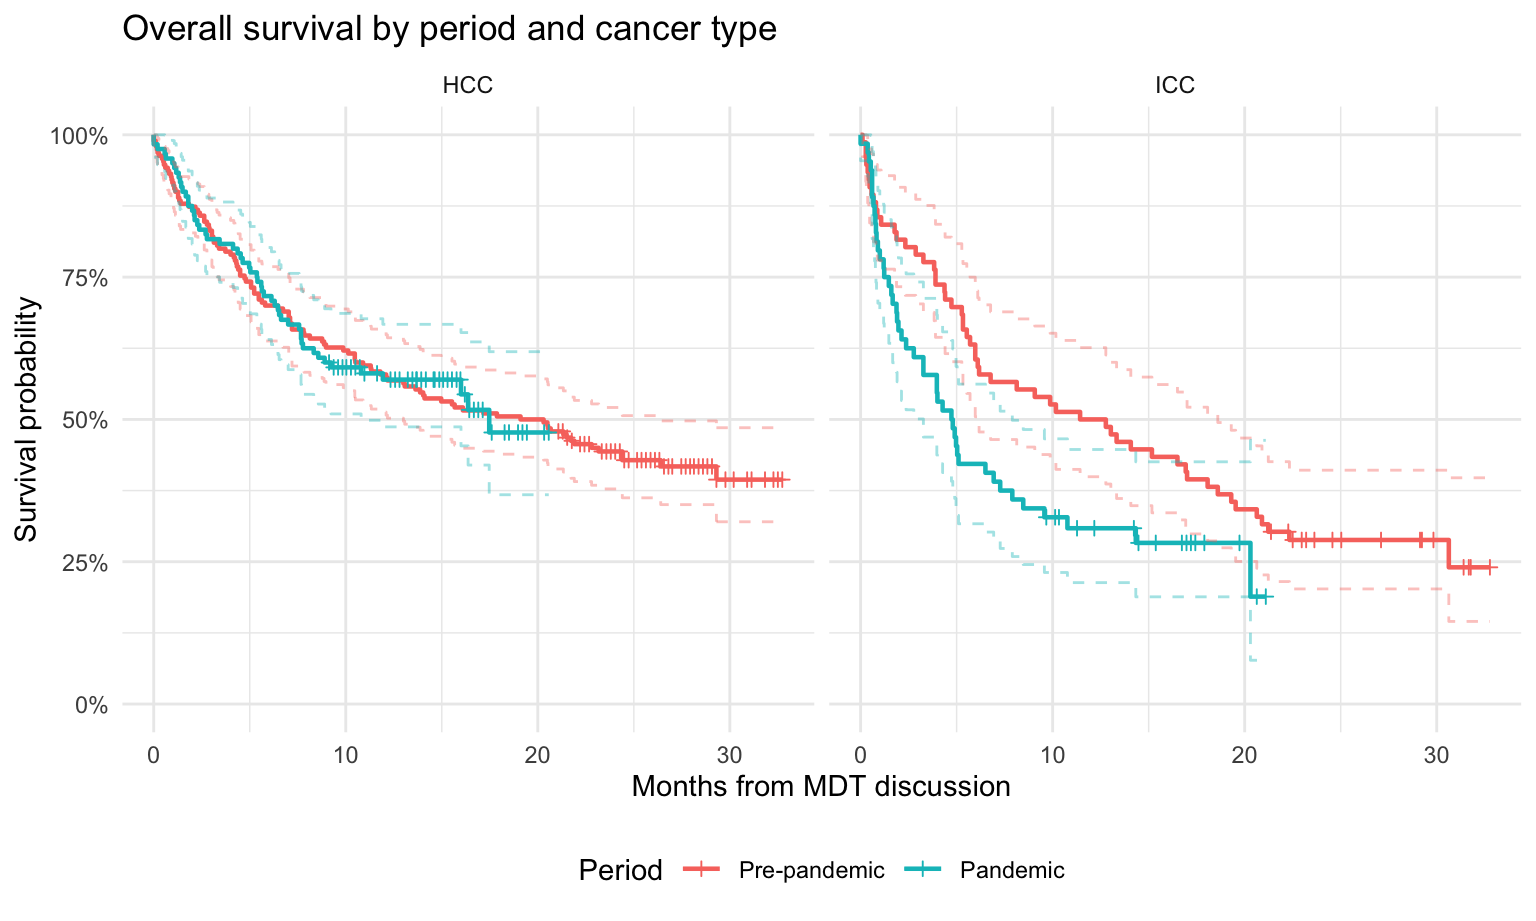 Overall survival by period and cancer type
HCC
ICC
100%
75%
50%
25%
0%
Survival probability
0 10 20 30
0 10 20 30
Months from MDT discussion
Period Pre-pandemic Pandemic